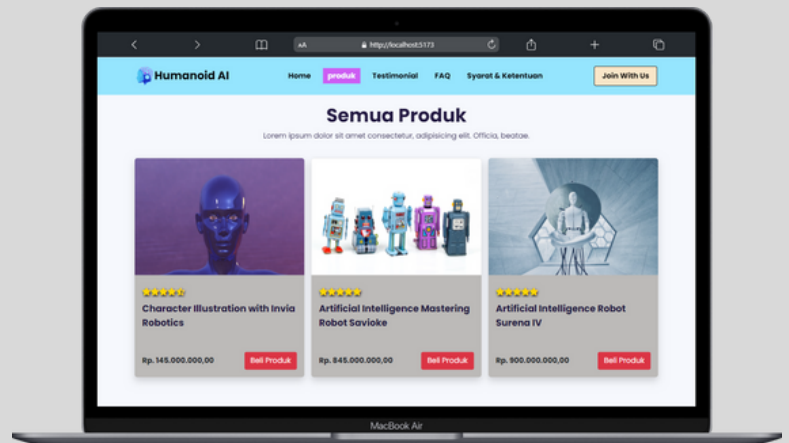 AA http://localhost:5173
Humanoid AI Home produk Testimonial FAQ Syarat & Ketentuan Join With Us
Semua Produk
Lorem ipsum dolor sit amet consectetur, adipisicing elit. Officia, beatae.
Character Illustration with Invia Robotics
Rp. 145.000.000,00 Beli Produk
Artificial Intelligence Mastering Robot Savioke
Rp. 845.000.000,00 Beli Produk
Artificial Intelligence Robot Surena IV
Rp. 900.000.000,00 Beli Produk
MacBook Air